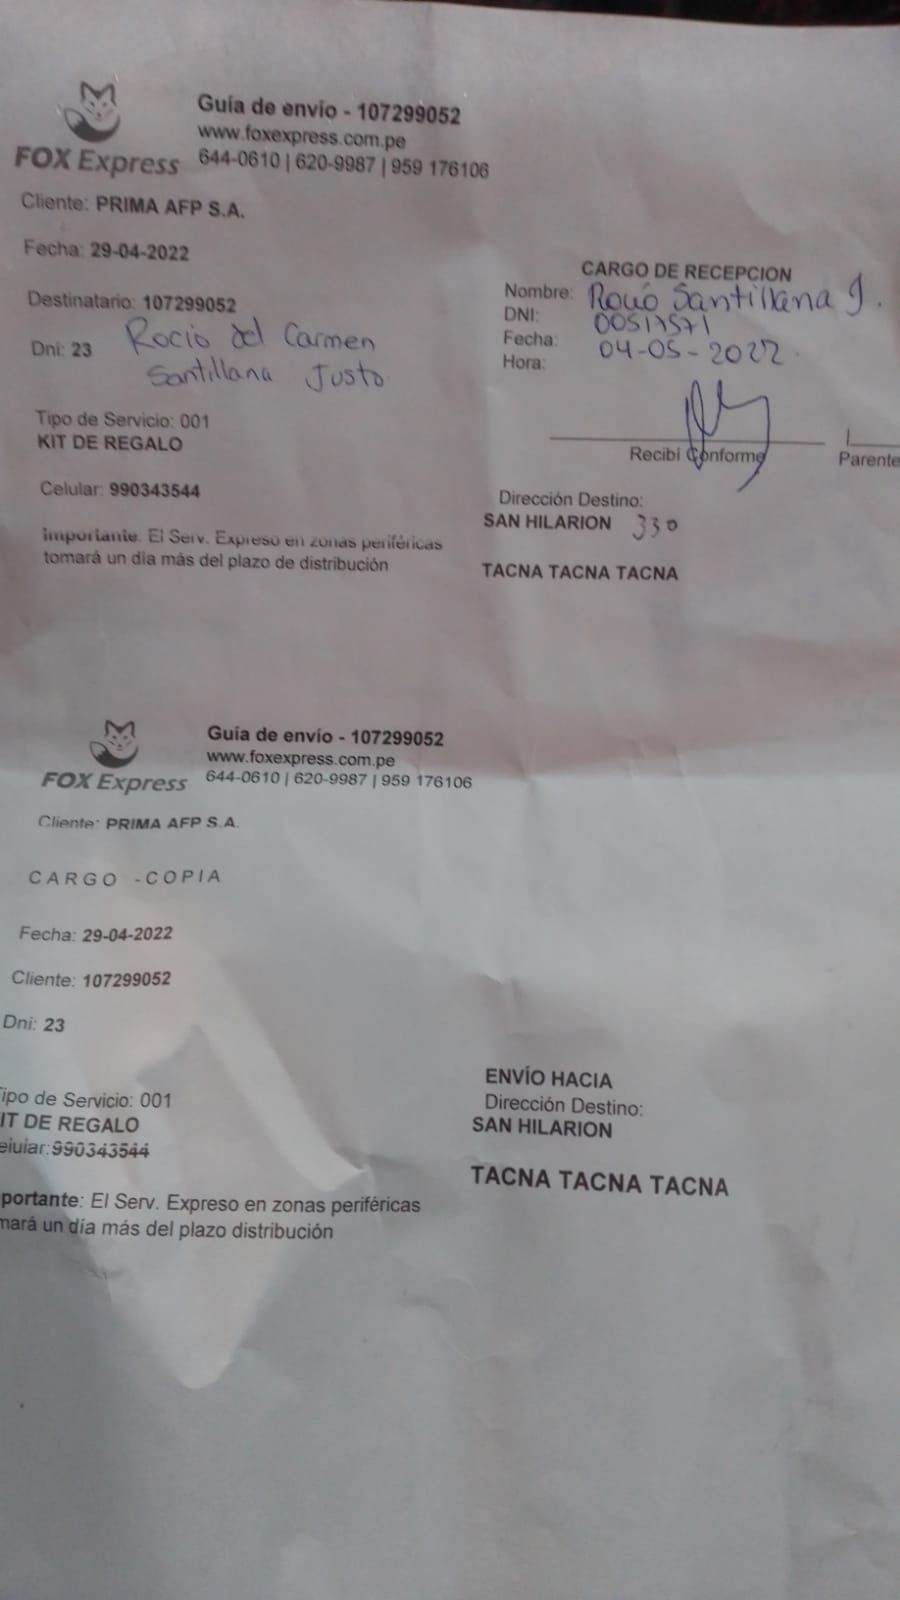 FOX Express
Guía de envío - 107299052
www.foxexpress.com.pe
644-0610 | 620-9987 | 959 176106
Cliente: PRIMA AFP S.A.
Fecha: 29-04-2022
Destinatario: 107299052
Dni: 23
Rocio del Carmen
Santillana Justo
Tipo de Servicio: 001
KIT DE REGALO
Celular: 990343544
Importante: El Serv. Expreso en zonas periféricas
tomará un día más del plazo de distribución
CARGO DE RECEPCION
Nombre: Rocío Santillana J.
DNI: 00517571
Fecha: 04-05-2022
Hora:
Recibí Conforme
Parente
Dirección Destino:
SAN HILARION 330
TACNA TACNA TACNA
FOX Express
Guía de envío - 107299052
www.foxexpress.com.pe
644-0610 | 620-9987 | 959 176106
Cliente: PRIMA AFP S.A.
CARGO -COPIA
Fecha: 29-04-2022
Cliente: 107299052
Dni: 23
ipo de Servicio: 001
IT DE REGALO
elular:990343544
portante: El Serv. Expreso en zonas periféricas
mará un día más del plazo distribución
ENVÍO HACIA
Dirección Destino:
SAN HILARION
TACNA TACNA TACNA